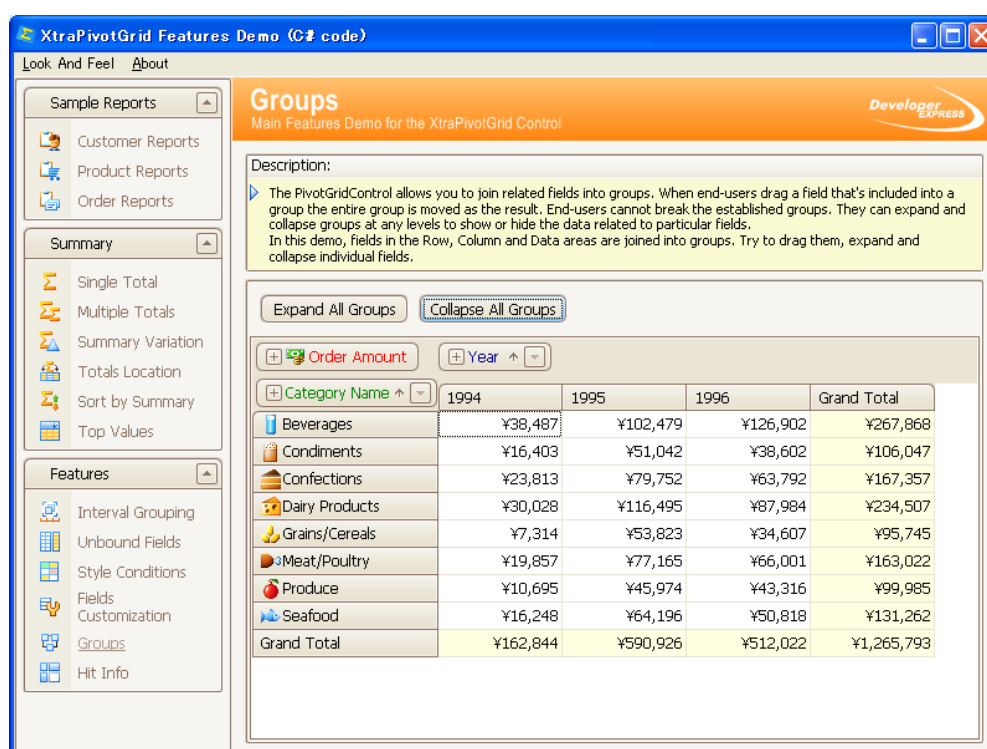 XtraPivotGrid Features Demo (C# code)
Look And Feel About
Sample Reports
Customer Reports
Product Reports
Order Reports
Summary
Single Total
Multiple Totals
Summary Variation
Totals Location
Sort by Summary
Top Values
Features
Interval Grouping
Unbound Fields
Style Conditions
Fields
Customization
Groups
Hit Info
Groups
Main Features Demo for the XtraPivotGrid Control
Developer
EXPRESS
Description:
The PivotGridControl allows you to join related fields into groups. When end-users drag a field that's included into a
group the entire group is moved as the result. End-users cannot break the established groups. They can expand and
collapse groups at any levels to show or hide the data related to particular fields.
In this demo, fields in the Row, Column and Data areas are joined into groups. Try to drag them, expand and
collapse individual fields.
Expand All Groups Collapse All Groups
Order Amount Year
Category Name 1994 1995 1996 Grand Total
Beverages ¥38,487 ¥102,479 ¥126,902 ¥267,868
Condiments ¥16,403 ¥51,042 ¥38,602 ¥106,047
Confections ¥23,813 ¥79,752 ¥63,792 ¥167,357
Dairy Products ¥30,028 ¥116,495 ¥87,984 ¥234,507
Grains/Cereals ¥7,314 ¥53,823 ¥34,607 ¥95,745
Meat/Poultry ¥19,857 ¥77,165 ¥66,001 ¥163,022
Produce ¥10,695 ¥45,974 ¥43,316 ¥99,985
Seafood ¥16,248 ¥64,196 ¥50,818 ¥131,262
Grand Total ¥162,844 ¥590,926 ¥512,022 ¥1,265,793